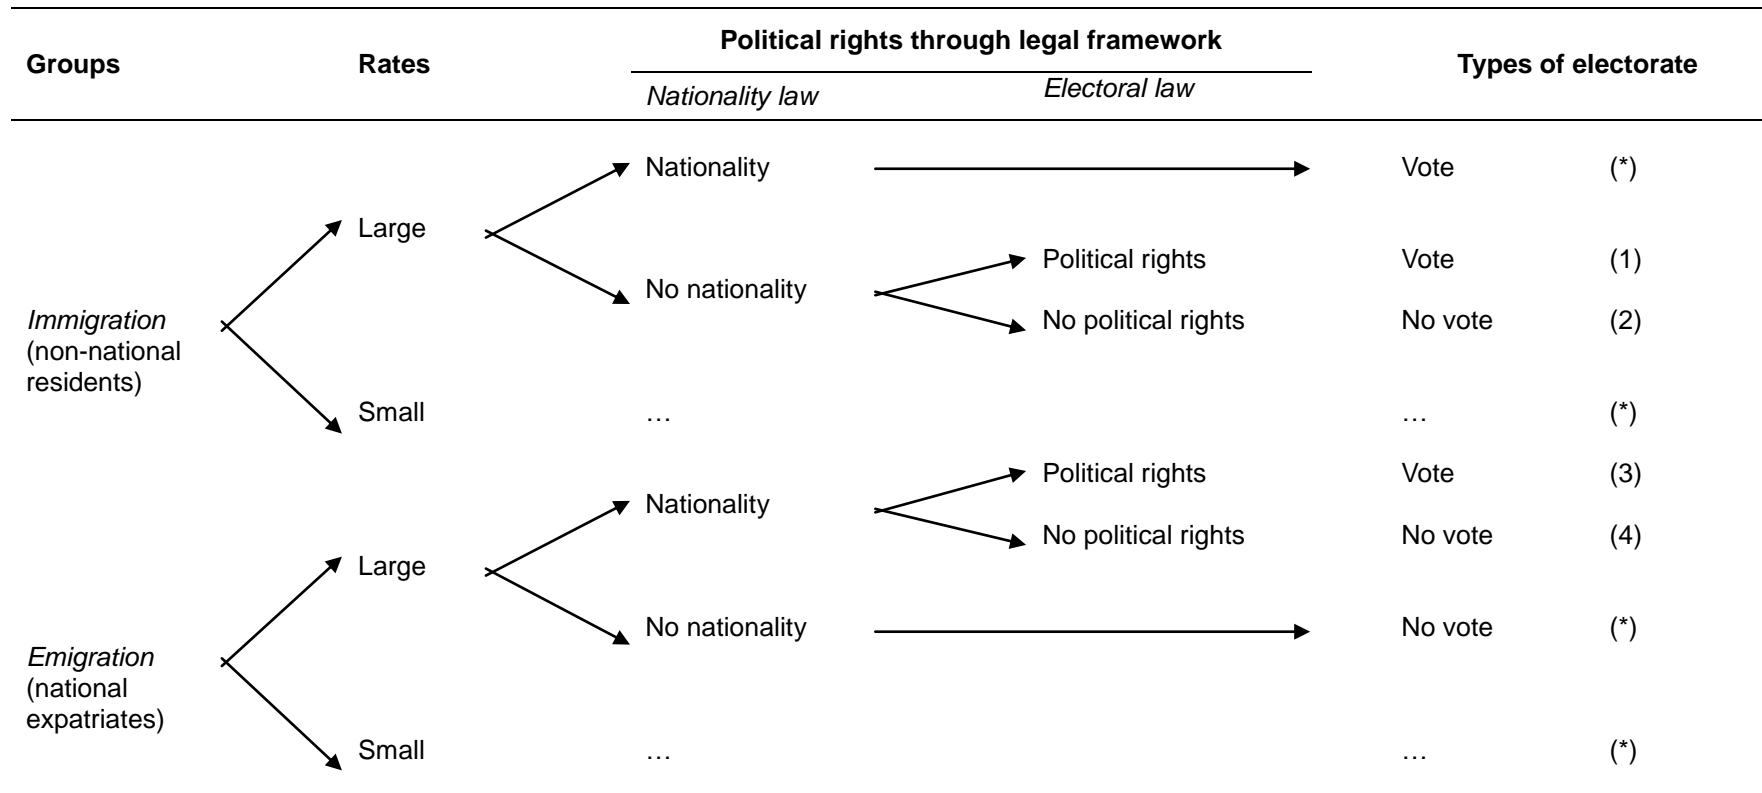 Groups Rates Political rights through legal framework Types of electorate
Nationality law Electoral law
Nationality Vote (*)
Large
Political rights Vote (1)
No nationality
Immigration No political rights No vote (2)
(non-national
residents)
Small … … (*)
Political rights Vote (3)
Nationality
No political rights No vote (4)
Large
No nationality No vote (*)
Emigration
(national
expatriates)
Small … … (*)